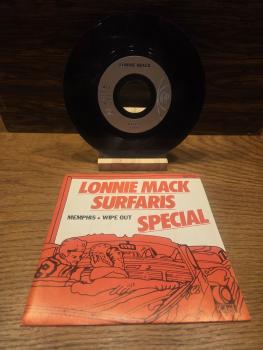 LONNIE MACK
LONNIE MACK
SURFARIS
MEMPHIS + WIPE OUT
SPECIAL